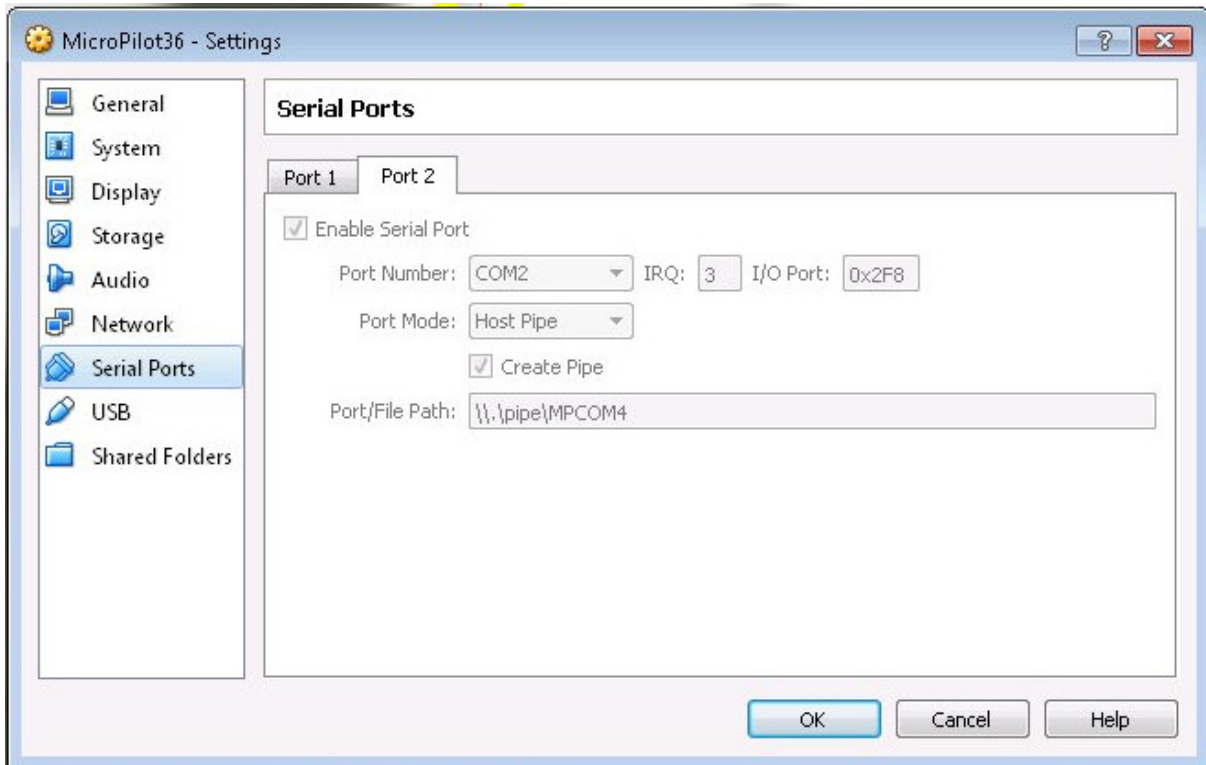 MicroPilot36 - Settings
?
General
System
Display
Storage
Audio
Network
Serial Ports
USB
Shared Folders
Serial Ports
Port 1 Port 2
Enable Serial Port
Port Number: COM2 IRQ: 3 I/O Port: 0x2F8
Port Mode: Host Pipe
Create Pipe
Port/File Path: \\.\pipe\MPCOM4
OK Cancel Help